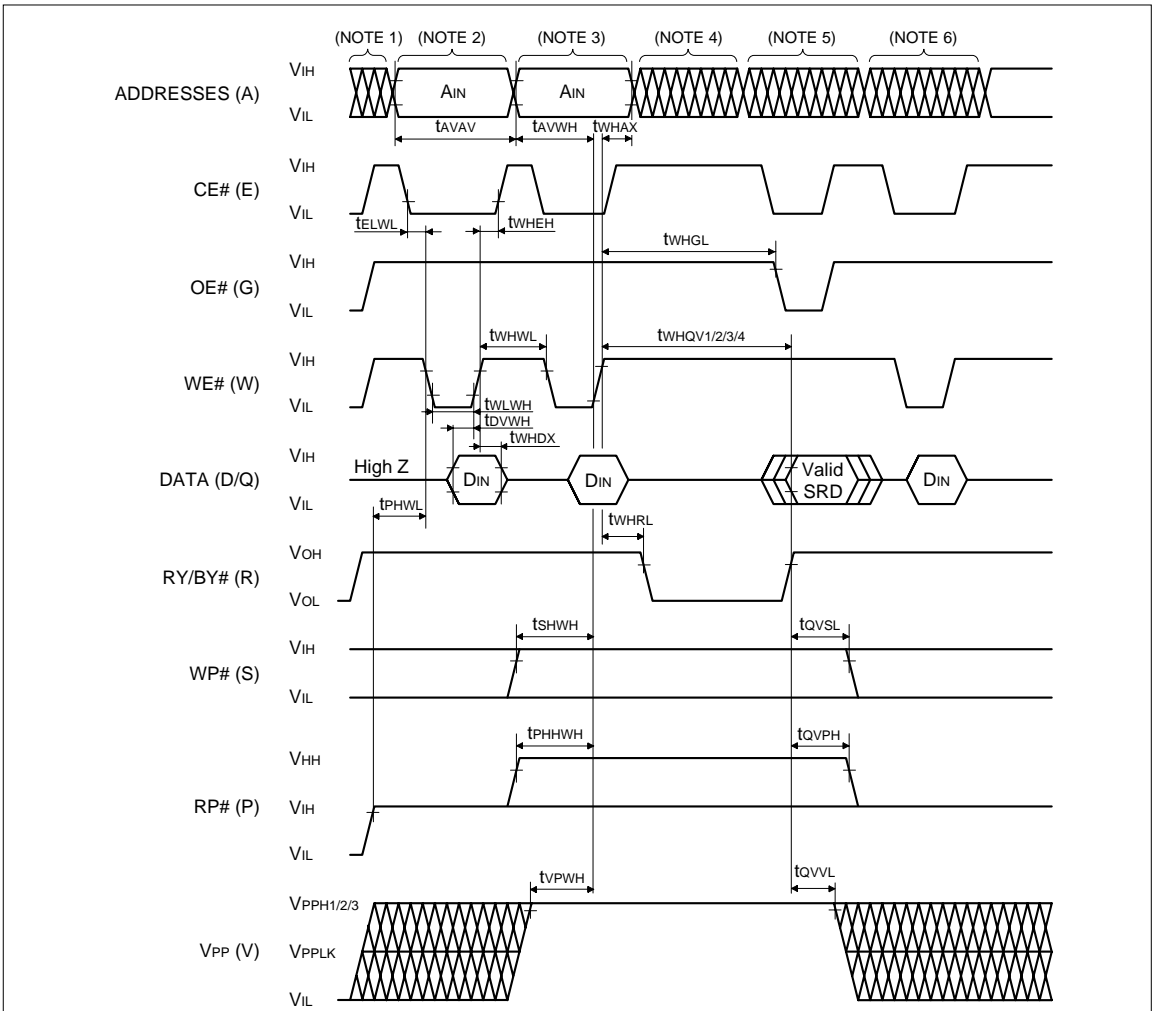 (NOTE 1) (NOTE 2) (NOTE 3) (NOTE 4) (NOTE 5) (NOTE 6)
ADDRESSES (A)
VIH
VIL
AIN
AIN
tAVAV
tAVWH
tWHAX
CE# (E)
VIH
VIL
tELWL
tWHEH
tWHGL
OE# (G)
VIH
VIL
tWHWL
tWHQV1/2/3/4
WE# (W)
VIH
VIL
tWLWH
tDVWH
tWHDX
DATA (D/Q)
VIH
VIL
High Z
DIN
DIN
Valid
SRD
DIN
tPHWL
tWHRL
RY/BY# (R)
VOH
VOL
tSHWH
tQVSL
WP# (S)
VIH
VIL
tPHHWH
tQVPH
RP# (P)
VHH
VIH
VIL
tVPWH
tQVVL
VPP (V)
VPPH1/2/3
VPPLK
VIL